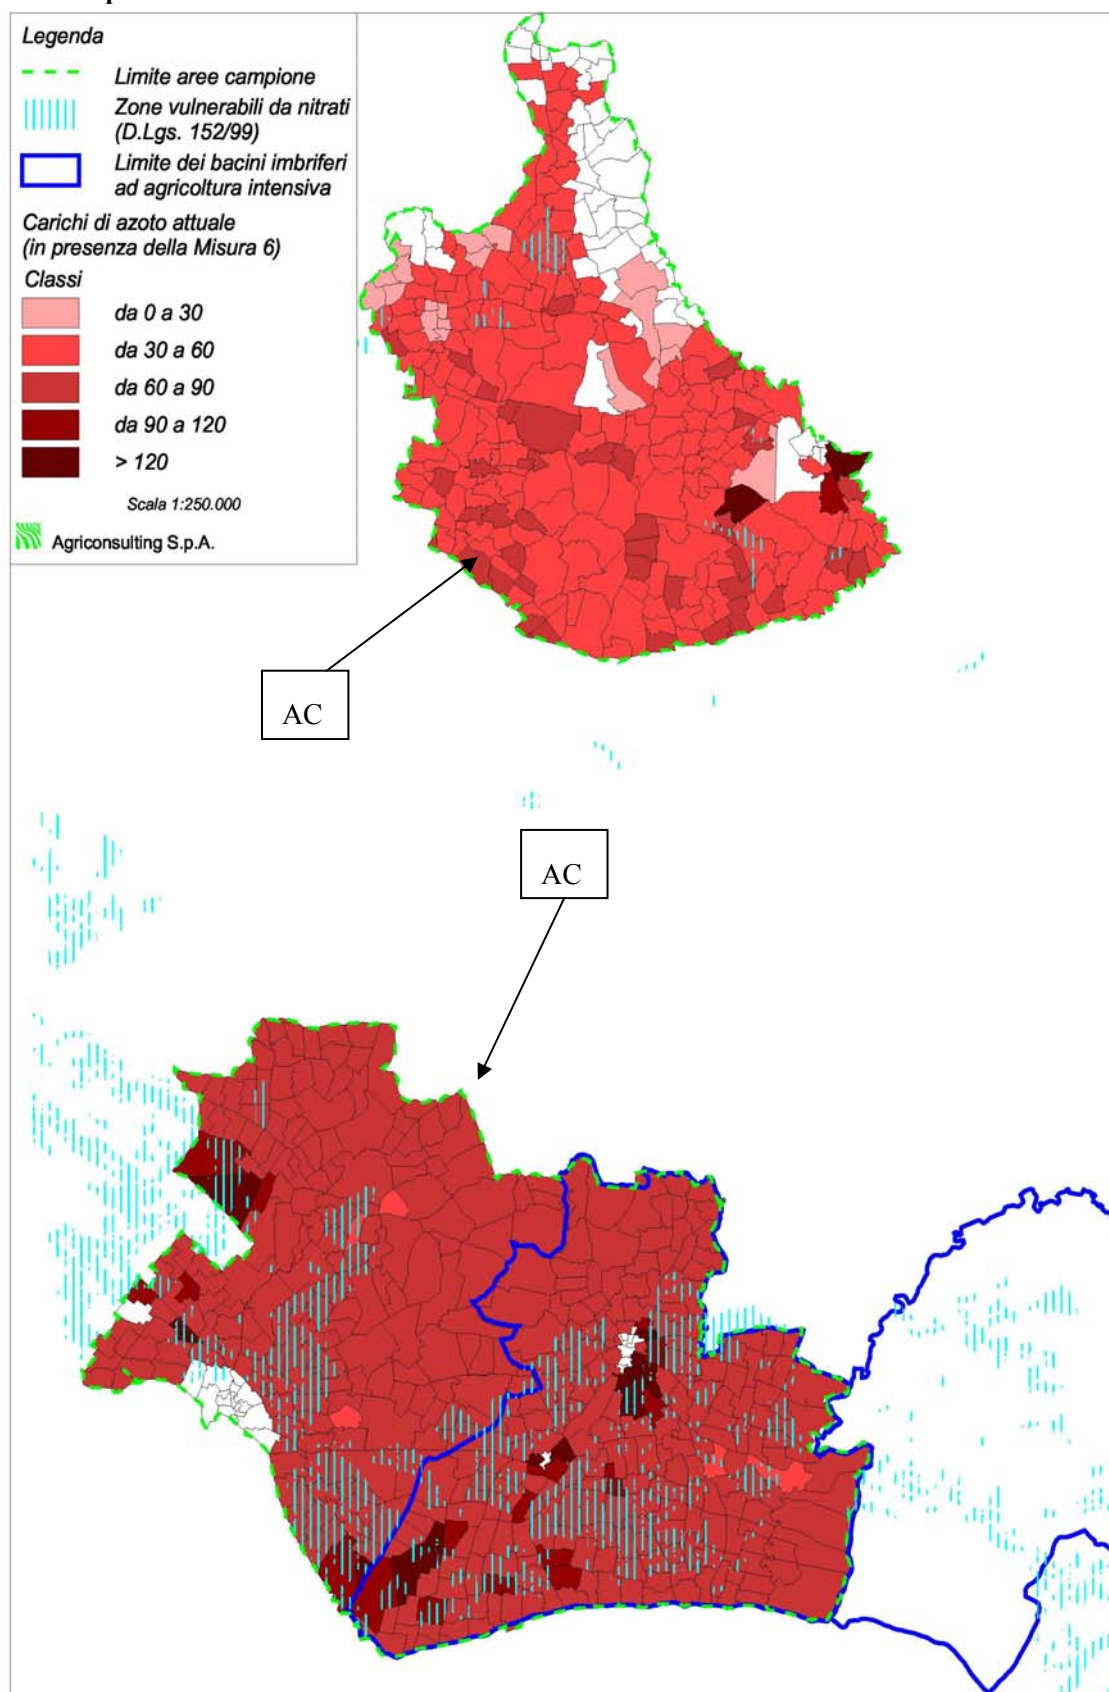 Legenda
Limite aree campione
Zone vulnerabili da nitrati
(D.Lgs. 152/99)
Limite dei bacini imbriferi
ad agricoltura intensiva
Carichi di azoto attuale
(in presenza della Misura 6)
Classi
da 0 a 30
da 30 a 60
da 60 a 90
da 90 a 120
> 120
Scala 1:250.000
Agriconsulting S.p.A.
AC
AC